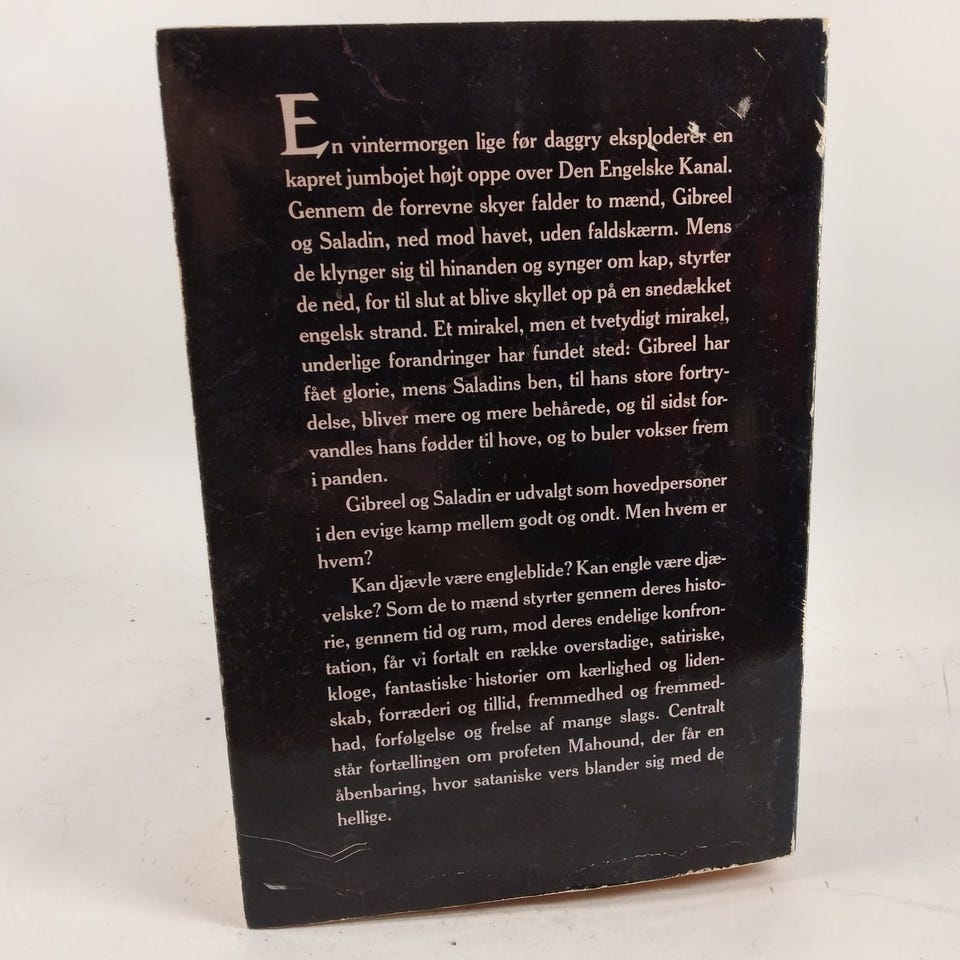 En vintermorgen lige før daggry eksploderer en
kapret jumbojet højt oppe over Den Engelske Kanal.
Gennem de forrevne skyer falder to mænd, Gibreel
og Saladin, ned mod havet, uden faldskærm. Mens
de klynger sig til hinanden og synger om kap, styrter
de ned, for til slut at blive skyllet op på en snedækket
engelsk strand. Et mirakel, men et tvetydigt mirakel,
underlige forandringer har fundet sted: Gibreel har
fået glorie, mens Saladins ben, til hans store fortry-
delse, bliver mere og mere behårede, og til sidst for-
vandles hans fødder til hove, og to buler vokser frem
i panden.
Gibreel og Saladin er udvalgt som hovedpersoner
i den evige kamp mellem godt og ondt. Men hvem er
hvem?
Kan djævle være engleblide? Kan engle være djæ-
velske? Som de to mænd styrter gennem deres histo-
rie, gennem tid og rum, mod deres endelige konfron-
tation, får vi fortalt en række overstadige, satiriske,
kloge, fantastiske historier om kærlighed og liden-
skab, forræderi og tillid, fremmedhed og fremmed-
had, forfølgelse og frelse af mange slags. Centralt
står fortællingen om profeten Mahound, der får en
åbenbaring, hvor sataniske vers blander sig med de
hellige.